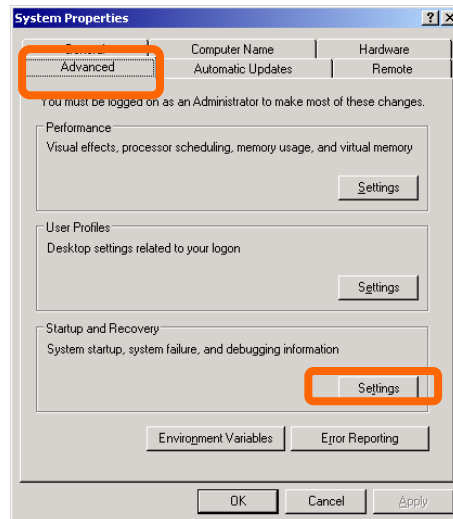 System Properties
? x
General Computer Name Hardware
Advanced Automatic Updates Remote
You must be logged on as an Administrator to make most of these changes.
Performance
Visual effects, processor scheduling, memory usage, and virtual memory
Settings
User Profiles
Desktop settings related to your logon
Settings
Startup and Recovery
System startup, system failure, and debugging information
Settings
Environment Variables Error Reporting
OK Cancel Apply